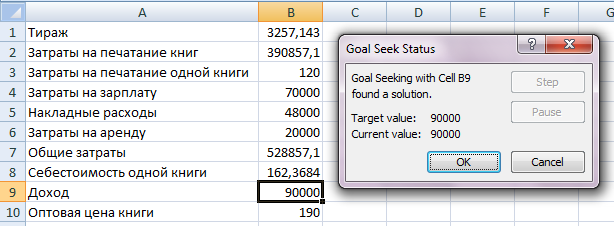 A B C D E F G
1 Тираж 3257,143
2 Затраты на печатание книг 390857,1
3 Затраты на печатание одной книги 120
4 Затраты на зарплату 70000
5 Накладные расходы 48000
6 Затраты на аренду 20000
7 Общие затраты 528857,1
8 Себестоимость одной книги 162,3684
9 Доход 90000
10 Оптовая цена книги 190
Goal Seek Status
Goal Seeking with Cell B9
found a solution.
Step
Pause
Target value: 90000
Current value: 90000
OK Cancel